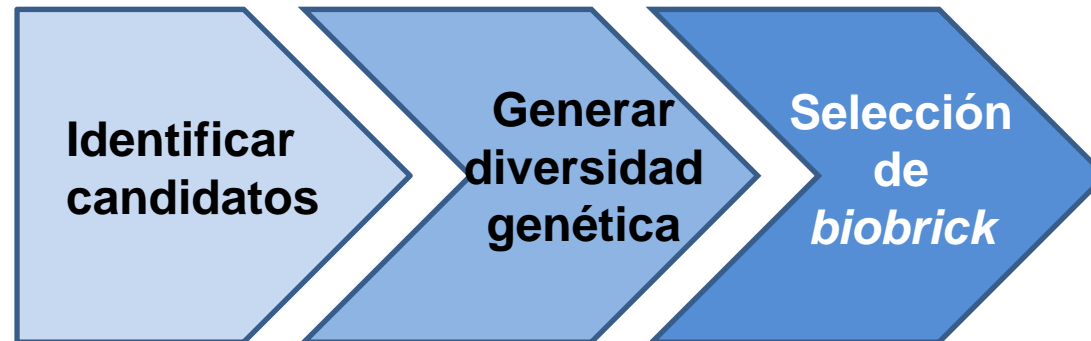 Identificar
candidatos
Generar
diversidad
genética
Selección
de
biobrick